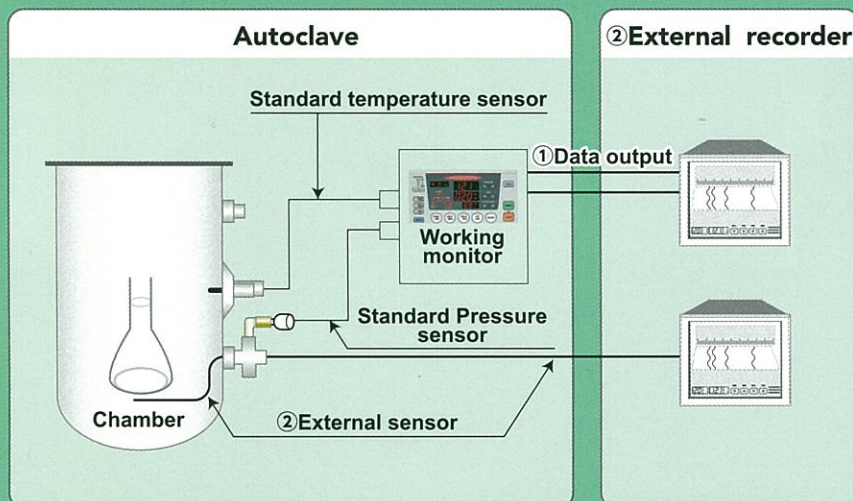 Autoclave
②External recorder
Standard temperature sensor
①Data output
Working
monitor
Standard Pressure
sensor
Chamber
②External sensor